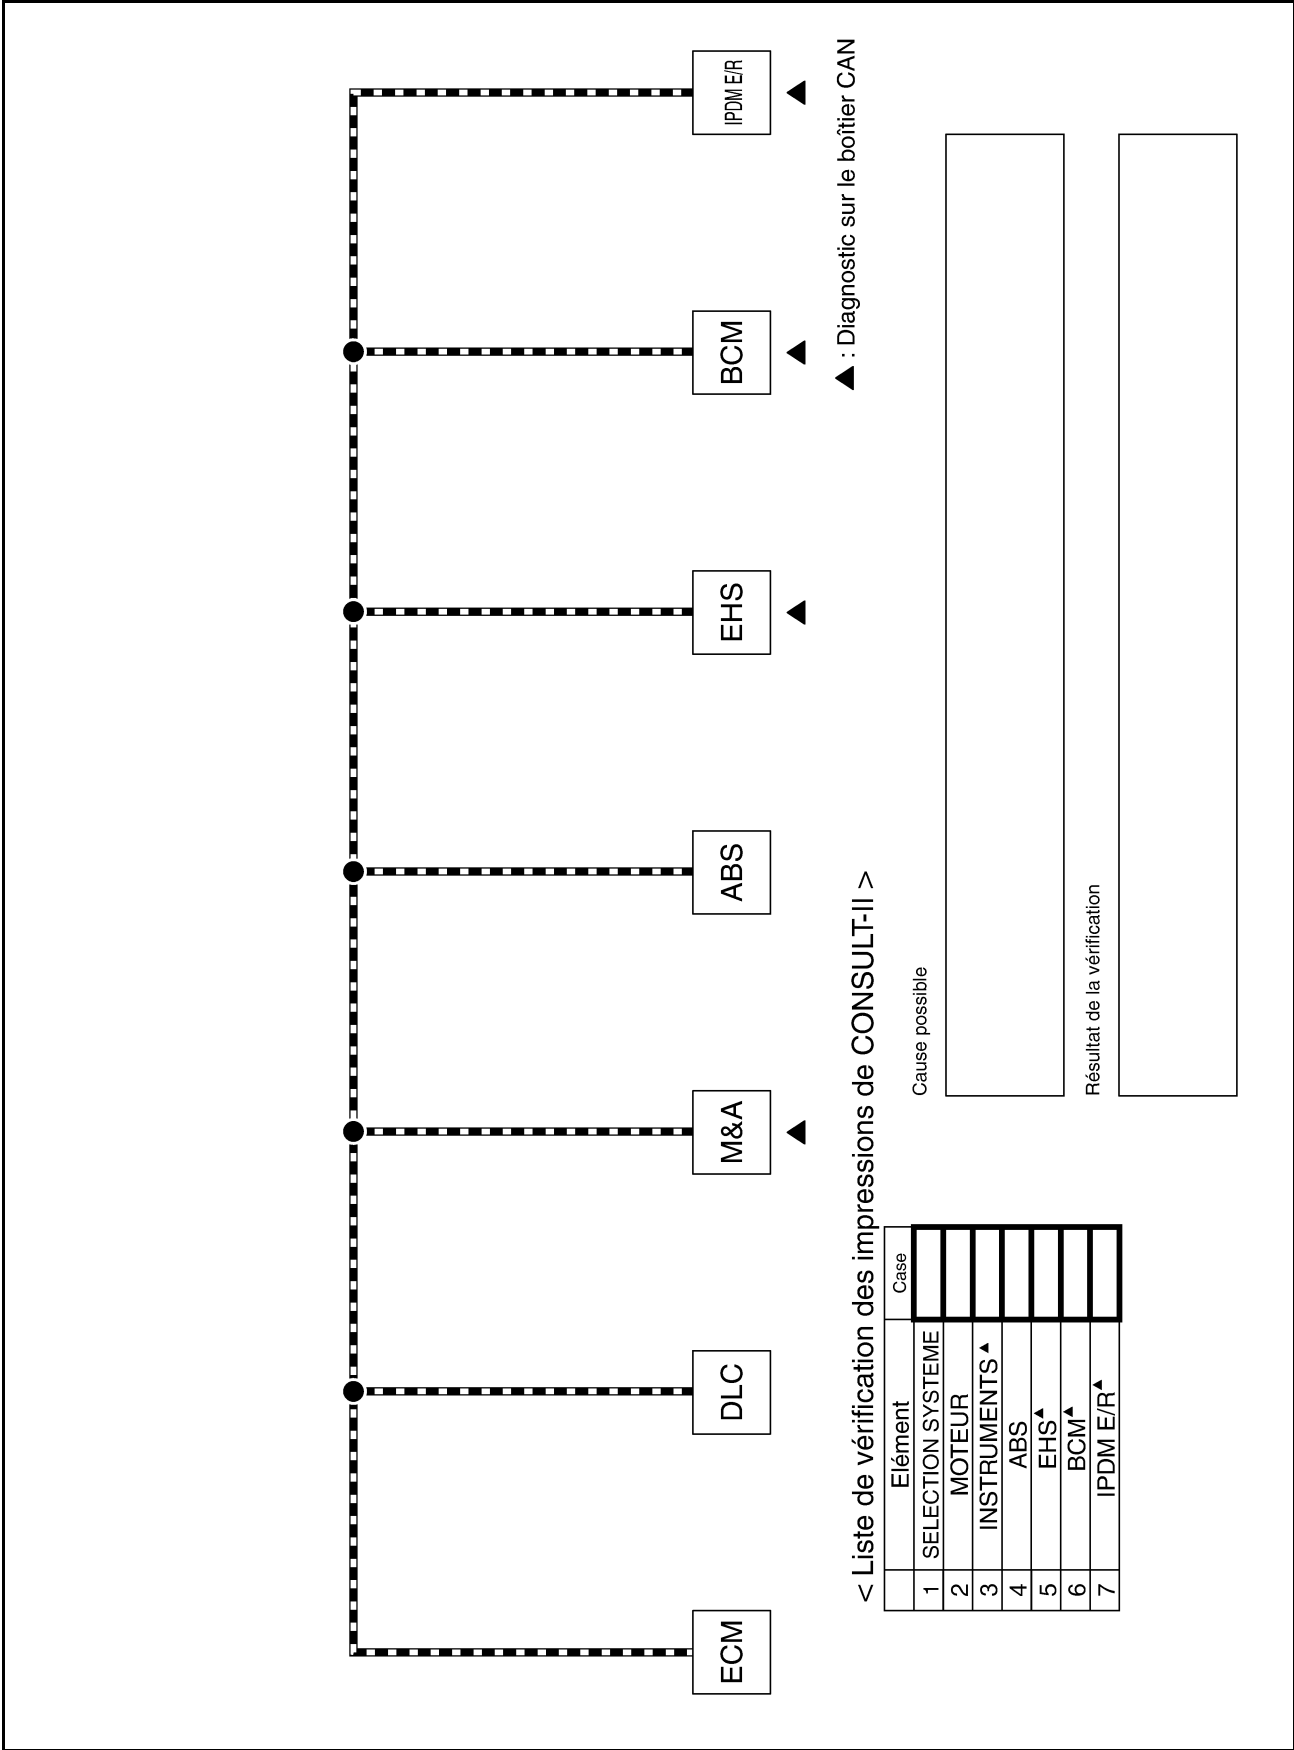 ECM
DLC
M&A
ABS
EHS
BCM
IPDM E/R
▲ : Diagnostic sur le boîtier CAN
< Liste de vérification des impressions de CONSULT-II >
Elément Case
1 SELECTION SYSTEME
2 MOTEUR
3 INSTRUMENTS▲
4 ABS
5 EHS▲
6 BCM▲
7 IPDM E/R▲
Cause possible
Résultat de la vérification